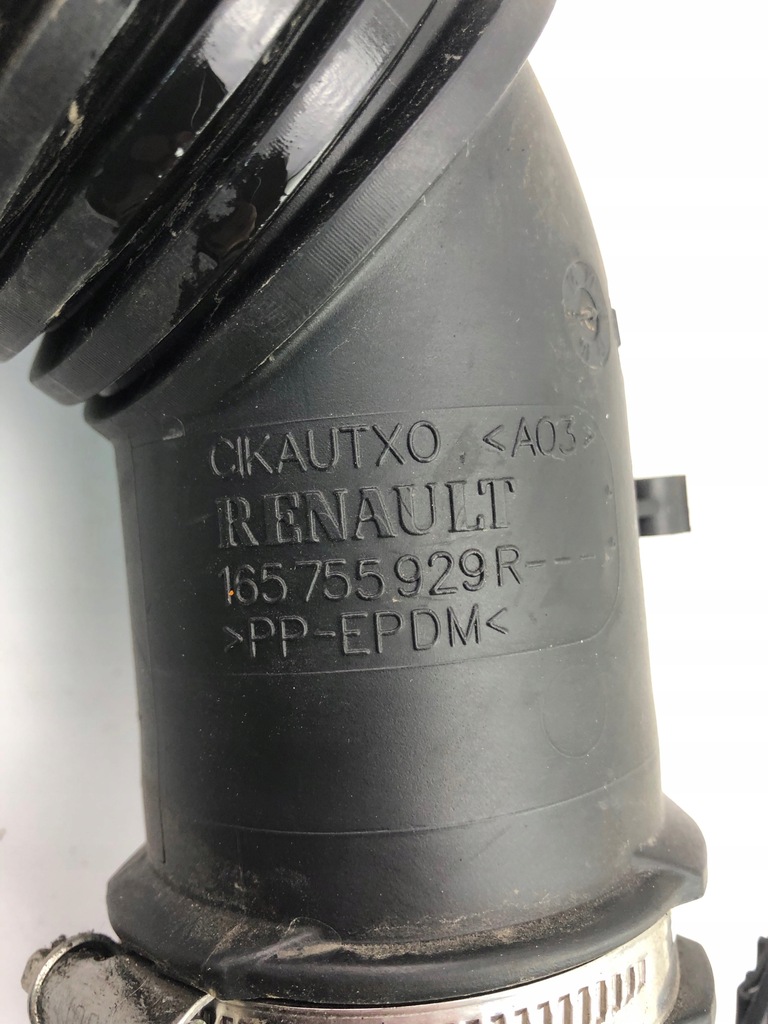 CIKAUTXO <A03>
RENAULT
165755929R---
>PP-EPDM<